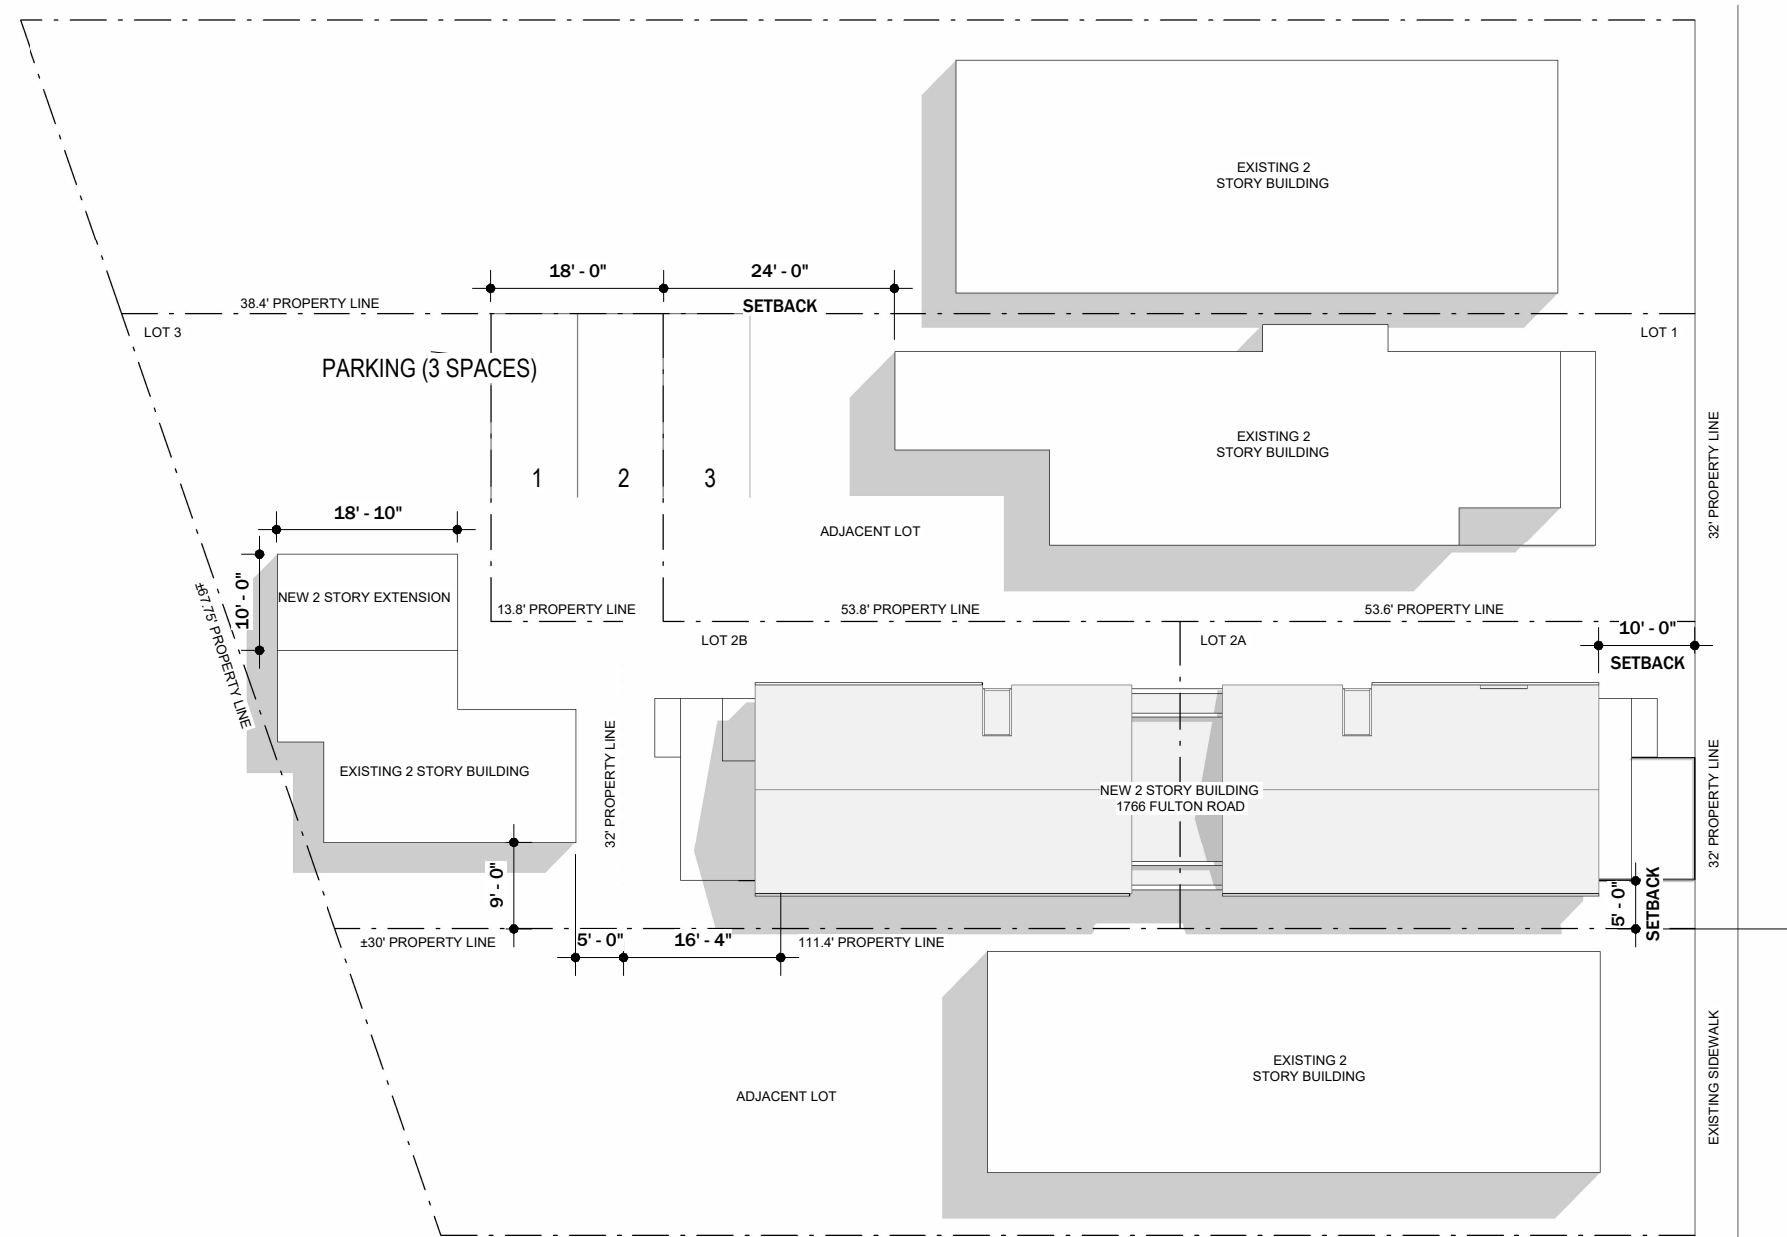 EXISTING 2
STORY BUILDING
18' - 0"
24' - 0"
SETBACK
38.4' PROPERTY LINE
LOT 3
LOT 1
PARKING (3 SPACES)
1
2
3
EXISTING 2
STORY BUILDING
32' PROPERTY LINE
ADJACENT LOT
18' - 10"
10' - 0"
NEW 2 STORY EXTENSION
±67.75' PROPERTY LINE
13.8' PROPERTY LINE
53.8' PROPERTY LINE
53.6' PROPERTY LINE
LOT 2B
LOT 2A
10' - 0"
SETBACK
EXISTING 2 STORY BUILDING
32' PROPERTY LINE
NEW 2 STORY BUILDING
1766 FULTON ROAD
32' PROPERTY LINE
9' - 0"
5' - 0"
SETBACK
±30' PROPERTY LINE
5' - 0"
16' - 4"
111.4' PROPERTY LINE
EXISTING 2
STORY BUILDING
ADJACENT LOT
EXISTING SIDEWALK